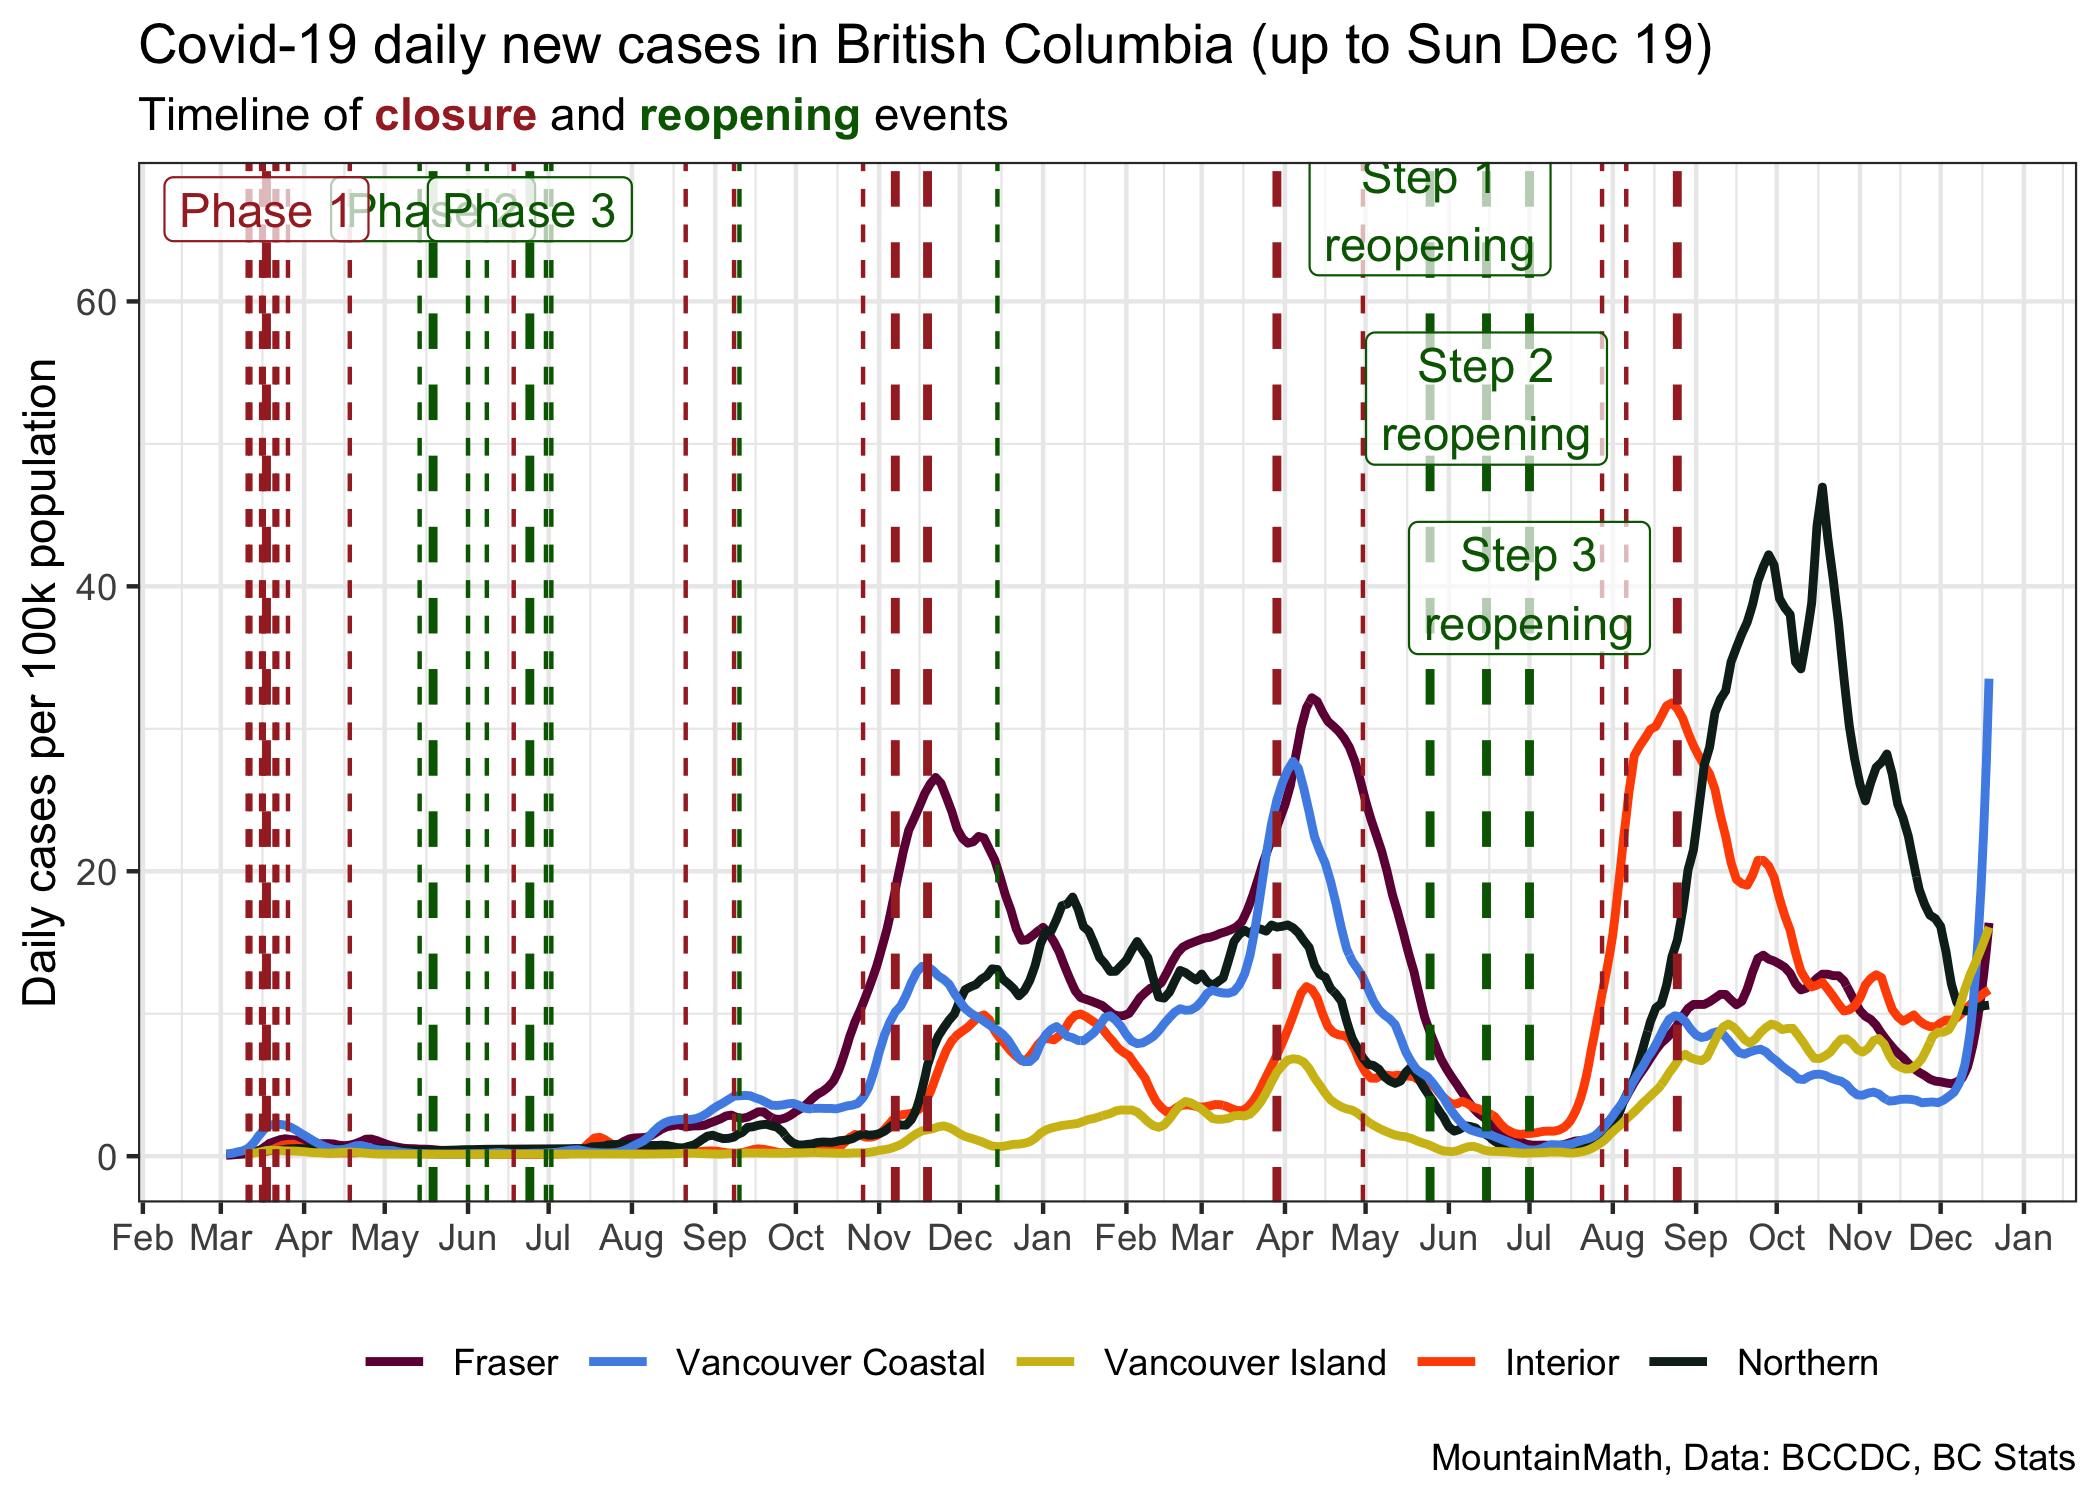 Covid-19 daily new cases in British Columbia (up to Sun Dec 19)
Timeline of closure and reopening events
Phase 1 Phase 2 Phase 3
Step 1
reopening
Step 2
reopening
Step 3
reopening
Daily cases per 100k population
60
40
20
0
Feb Mar Apr May Jun Jul Aug Sep Oct Nov Dec Jan Feb Mar Apr May Jun Jul Aug Sep Oct Nov Dec Jan
Fraser Vancouver Coastal Vancouver Island Interior Northern
MountainMath, Data: BCCDC, BC Stats